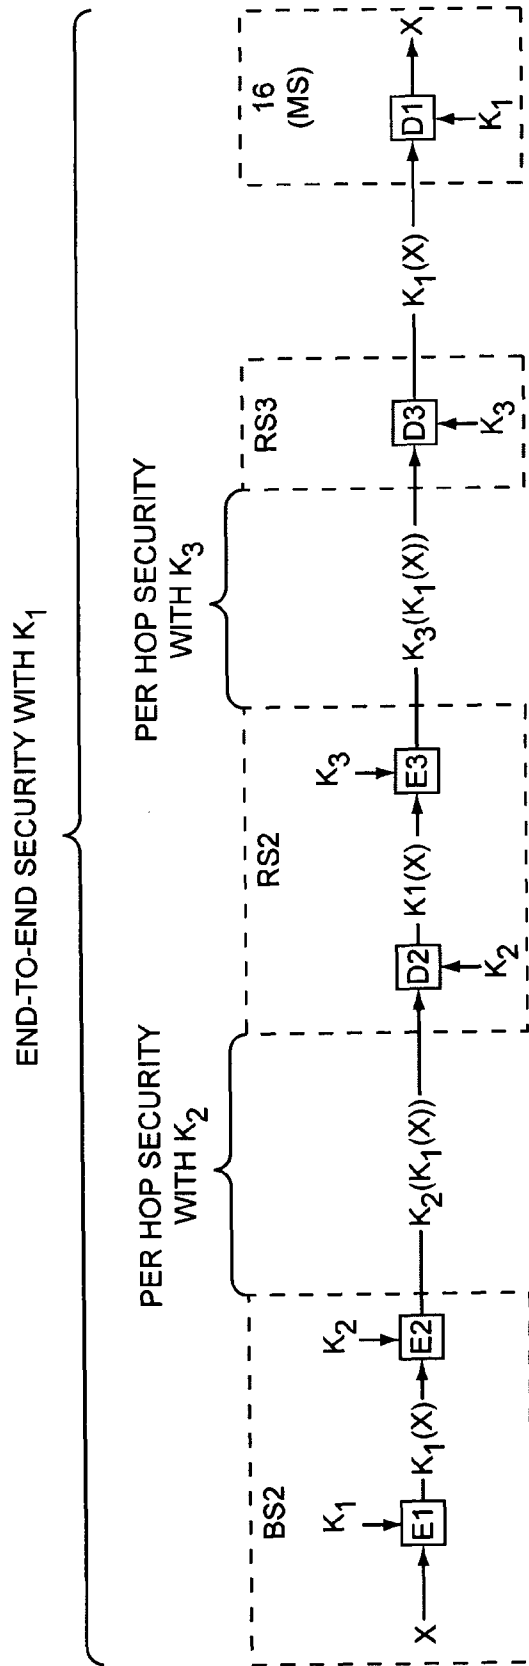 END-TO-END SECURITY WITH K1
PER HOP SECURITY
WITH K2
PER HOP SECURITY
WITH K3
BS2
K1
K2
X
E1
K1(X)
E2
K2(K1(X))
RS2
D2
K2
K1(X)
K3
E3
K3(K1(X))
RS3
D3
K3
K1(X)
16
(MS)
D1
K1
X